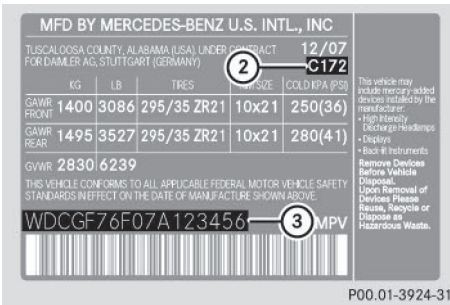 MFD BY MERCEDES-BENZ U.S. INTL., INC
TUSCALOOSA COUNTY, ALABAMA (USA), UNDER CONTRACT 12/07
FOR DAIMLER AG, STUTTGART (GERMANY)
2
C172
KG LB TIRES SIZE COLD KPA (PSI)
GAWR FRONT 1400 3086 295/35 ZR21 10x21 250(36)
GAWR REAR 1495 3527 295/35 ZR21 10x21 280(41)
GVWR 2830 6239
THIS VEHICLE CONFORMS TO ALL APPLICABLE FEDERAL MOTOR VEHICLE SAFETY
STANDARDS IN EFFECT ON THE DATE OF MANUFACTURE SHOWN ABOVE.
WDCGF76F07A123456 3 MPV
This vehicle may
include mercury-added
devices installed by the
manufacturer:
• High Intensity
Discharge Headlamps
• Displays
• Back-lit Instruments
Remove Devices
Before Vehicle
Disposal.
Upon Removal of
Devices Please
Reuse, Recycle or
Dispose as
Hazardous Waste.
P00.01-3924-31